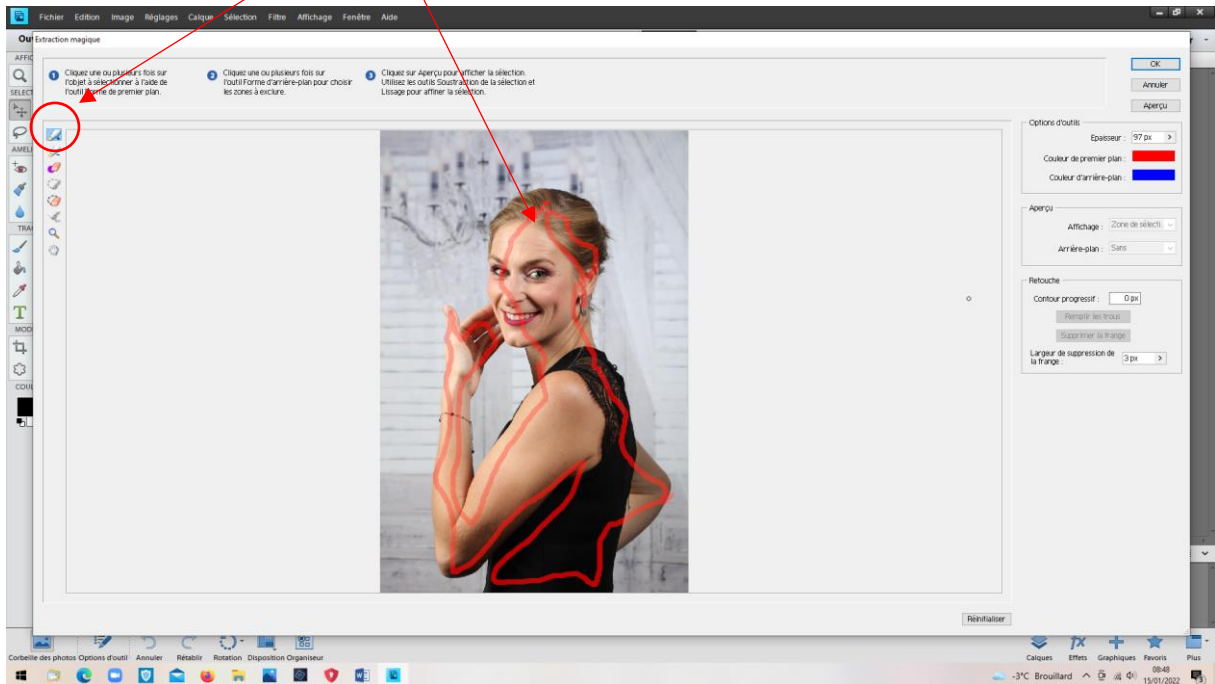 Fichier Edition Image Réglages Calque Sélection Filtre Affichage Fenêtre Aide
Extraction magique
1 Cliquez une ou plusieurs fois sur
l'objet à sélectionner à l'aide de
l'outil Forme de premier plan.
2 Cliquez une ou plusieurs fois sur
l'outil Forme d'arrière-plan pour choisir
les zones à exclure.
3 Cliquez sur Aperçu pour afficher la sélection.
Utilisez les outils Soustraction de la sélection et
Lissage pour affiner la sélection.
OK
Annuler
Aperçu
Options d'outils
Epaisseur : 97 px
Couleur de premier plan :
Couleur d'arrière-plan :
Aperçu
Affichage : Zone de sélecti
Arrière-plan : Sans
Retouche
Contour progressif : 0 px
Remplir les trous
Supprimer la frange
Largeur de suppression de
la frange : 3 px
Réinitialiser
Corbeille des photos Options d'outil Annuler Rétablir Rotation Disposition Organiseur
Calques Effets Graphiques Favoris Plus
-3°C Brouillard
08:48
15/01/2022